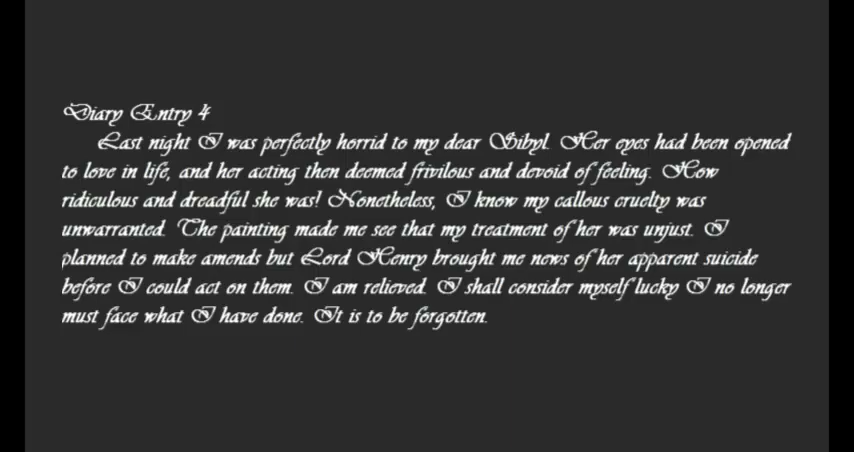 Diary Entry 4
Last night I was perfectly horrid to my dear Sibyl. Her eyes had been opened
to love in life, and her acting then deemed frivilous and devoid of feeling. How
ridiculous and dreadful she was! Nonetheless, I know my callous cruelty was
unwarranted. The painting made me see that my treatment of her was unjust. I
planned to make amends but Lord Henry brought me news of her apparent suicide
before I could act on them. I am relieved. I shall consider myself lucky I no longer
must face what I have done. It is to be forgotten.